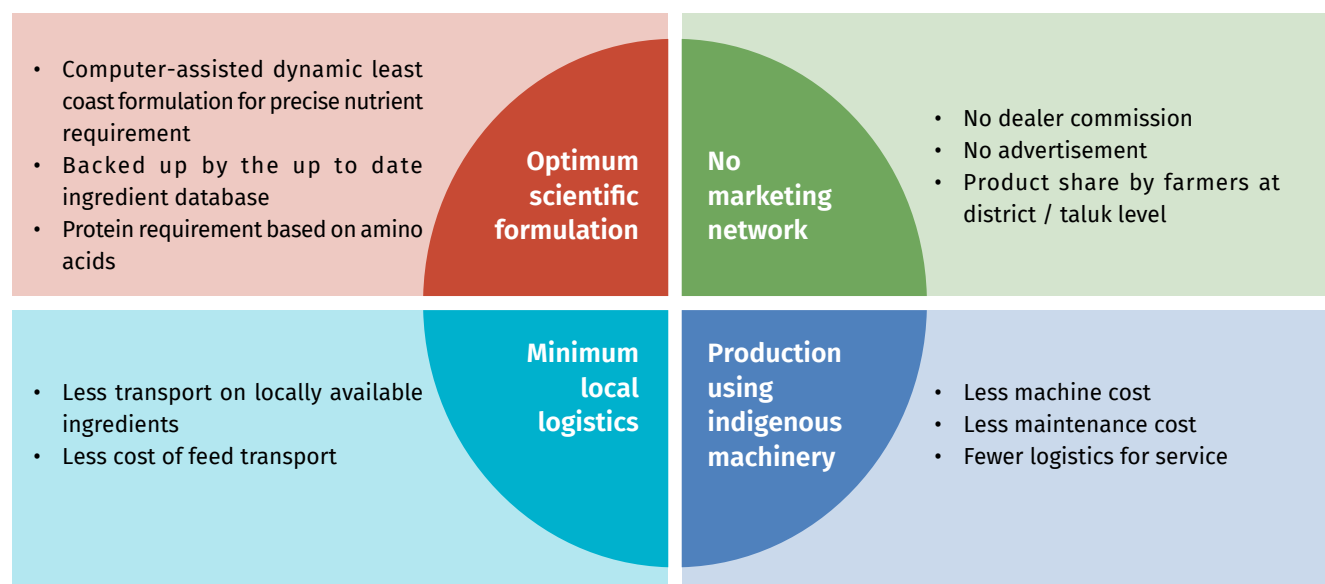 • Computer-assisted dynamic least
coast formulation for precise nutrient
requirement
• Backed up by the up to date
ingredient database
• Protein requirement based on amino
acids
Optimum
scientific
formulation
No
marketing
network
• No dealer commission
• No advertisement
• Product share by farmers at
district / taluk level
• Less transport on locally available
ingredients
• Less cost of feed transport
Minimum
local
logistics
Production
using
indigenous
machinery
• Less machine cost
• Less maintenance cost
• Fewer logistics for service